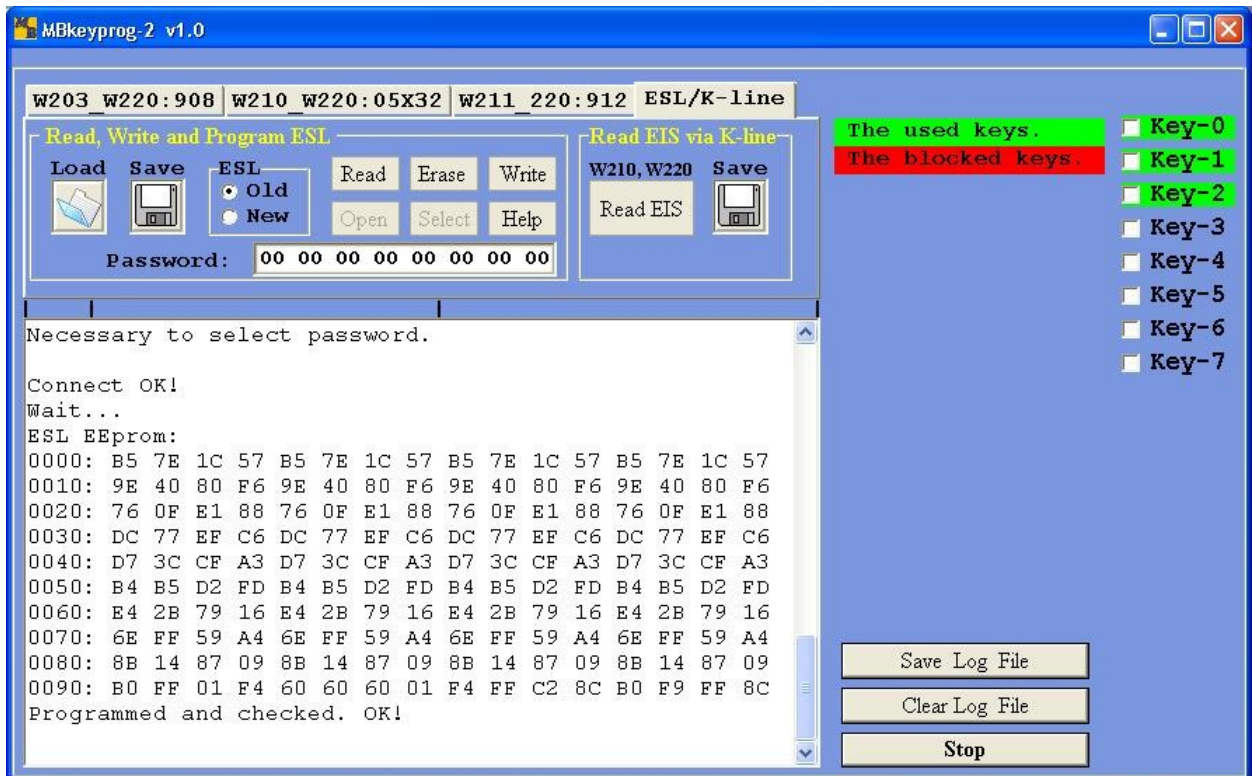 MBkeyprog-2 v1.0
W203_W220:908 W210_W220:05X32 W211_220:912 ESL/K-line
Read, Write and Program ESL
Load Save ESL
Old
New
Read Erase Write
Open Select Help
Password: 00 00 00 00 00 00 00 00
Read EIS via K-line
W210, W220 Save
Read EIS
The used keys.
The blocked keys.
Key-0
Key-1
Key-2
Key-3
Key-4
Key-5
Key-6
Key-7
Necessary to select password.
Connect OK!
Wait...
ESL EEprom:
0000: B5 7E 1C 57 B5 7E 1C 57 B5 7E 1C 57 B5 7E 1C 57
0010: 9E 40 80 F6 9E 40 80 F6 9E 40 80 F6 9E 40 80 F6
0020: 76 0F E1 88 76 0F E1 88 76 0F E1 88 76 0F E1 88
0030: DC 77 EF C6 DC 77 EF C6 DC 77 EF C6 DC 77 EF C6
0040: D7 3C CF A3 D7 3C CF A3 D7 3C CF A3 D7 3C CF A3
0050: B4 B5 D2 FD B4 B5 D2 FD B4 B5 D2 FD B4 B5 D2 FD
0060: E4 2B 79 16 E4 2B 79 16 E4 2B 79 16 E4 2B 79 16
0070: 6E FF 59 A4 6E FF 59 A4 6E FF 59 A4 6E FF 59 A4
0080: 8B 14 87 09 8B 14 87 09 8B 14 87 09 8B 14 87 09
0090: B0 FF 01 F4 60 60 60 01 F4 FF C2 8C B0 F9 FF 8C
Programmed and checked. OK!
Save Log File
Clear Log File
Stop